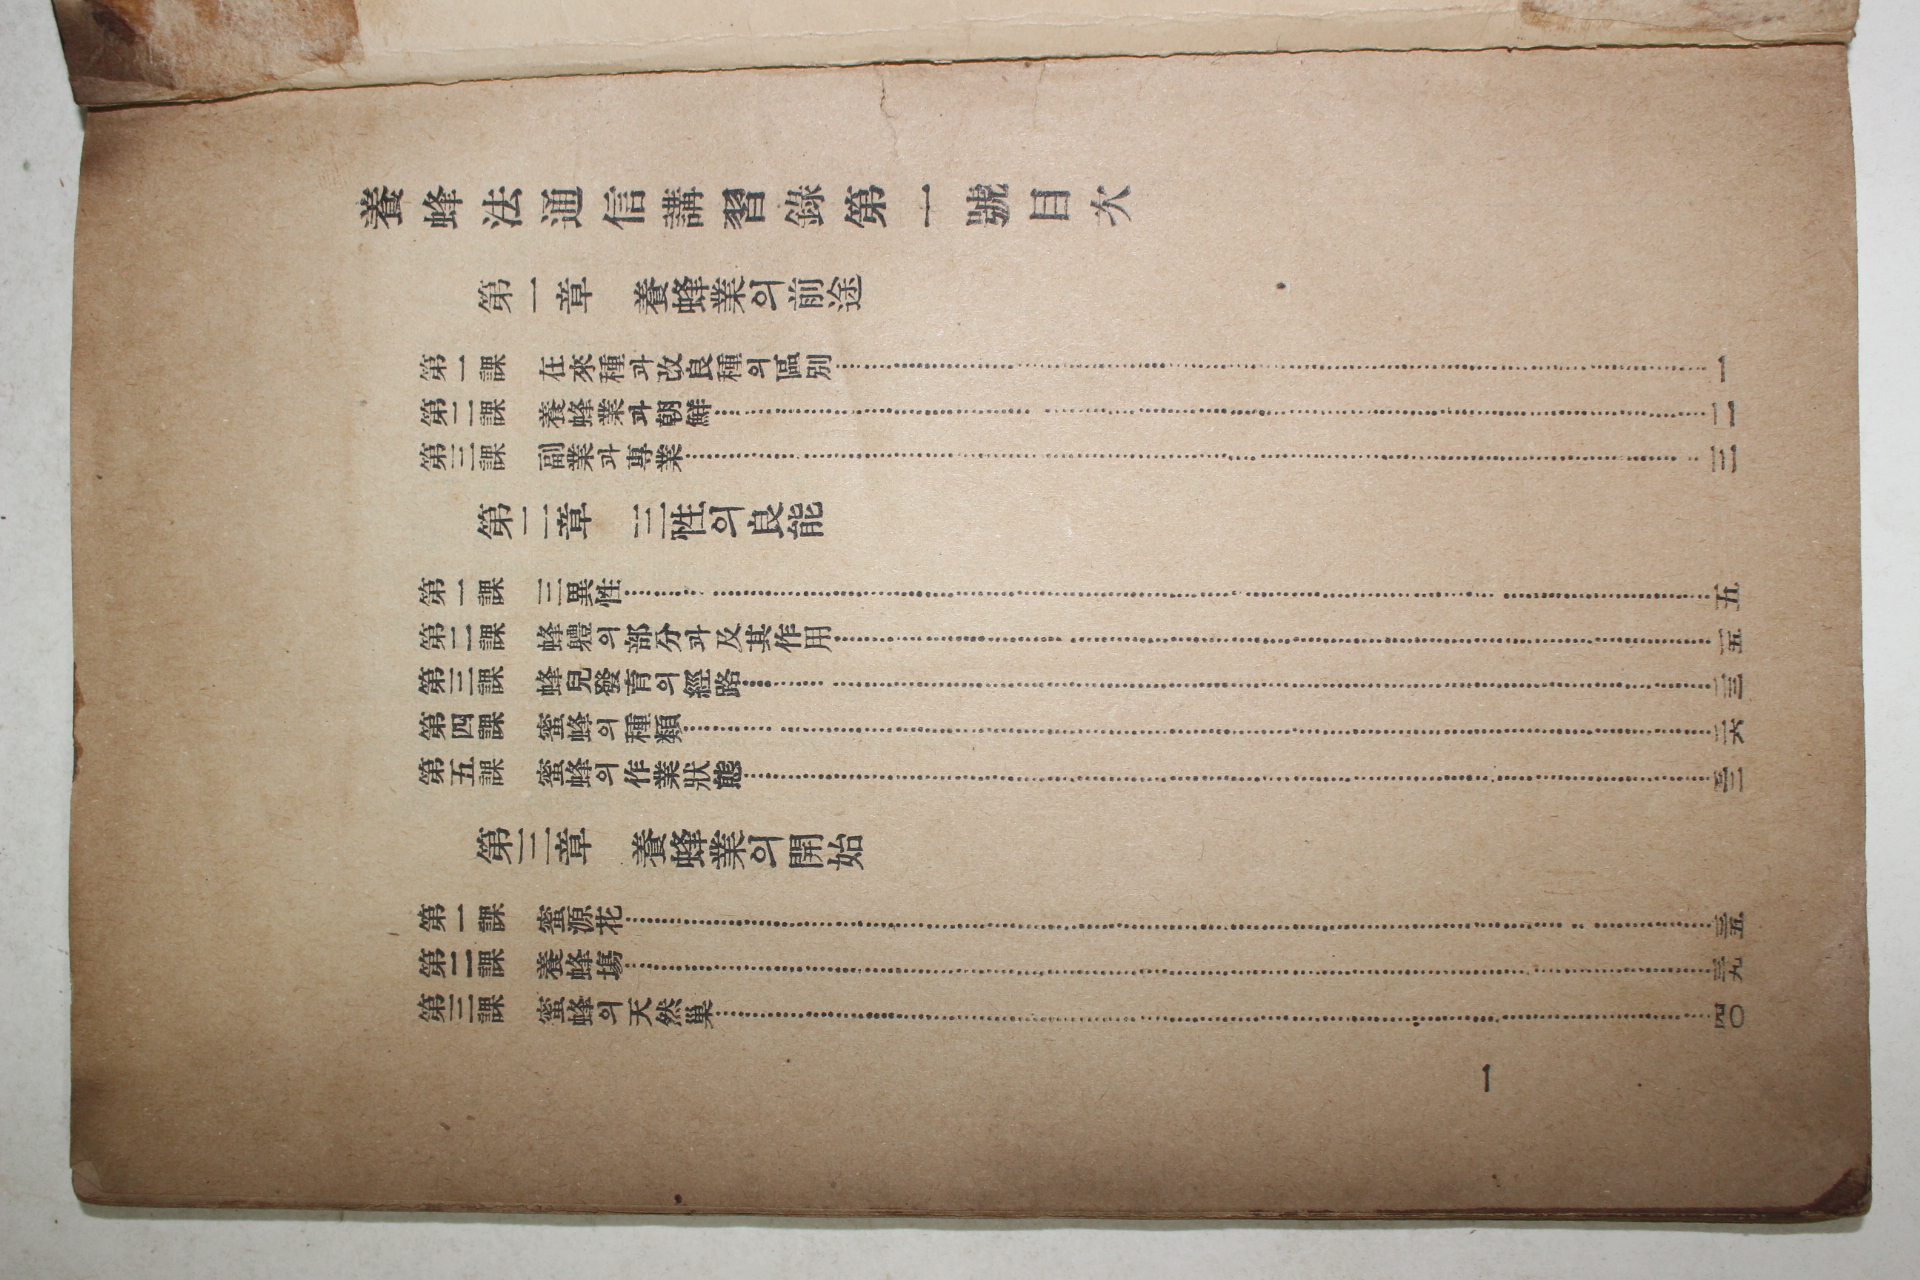 養蜂法通信講習錄第一號目次
第一章 養蜂業의前途
第一課 在來種과改良種의區別……………一
第二課 養蜂業과朝鮮……………二
第三課 副業과專業……………三
第二章 三性의良能
第一課 三異性……………五
第二課 蜂軆의部分과及其作用……………一五
第三課 蜂兒發育의經路……………二三
第四課 蜜蜂의種類……………二六
第五課 蜜蜂의作業狀態……………
第三章 養蜂業의開始
第一課 蜜源花……………三五
第二課 養蜂塲……………三九
第三課 蜜蜂의天然巢……………四〇
1